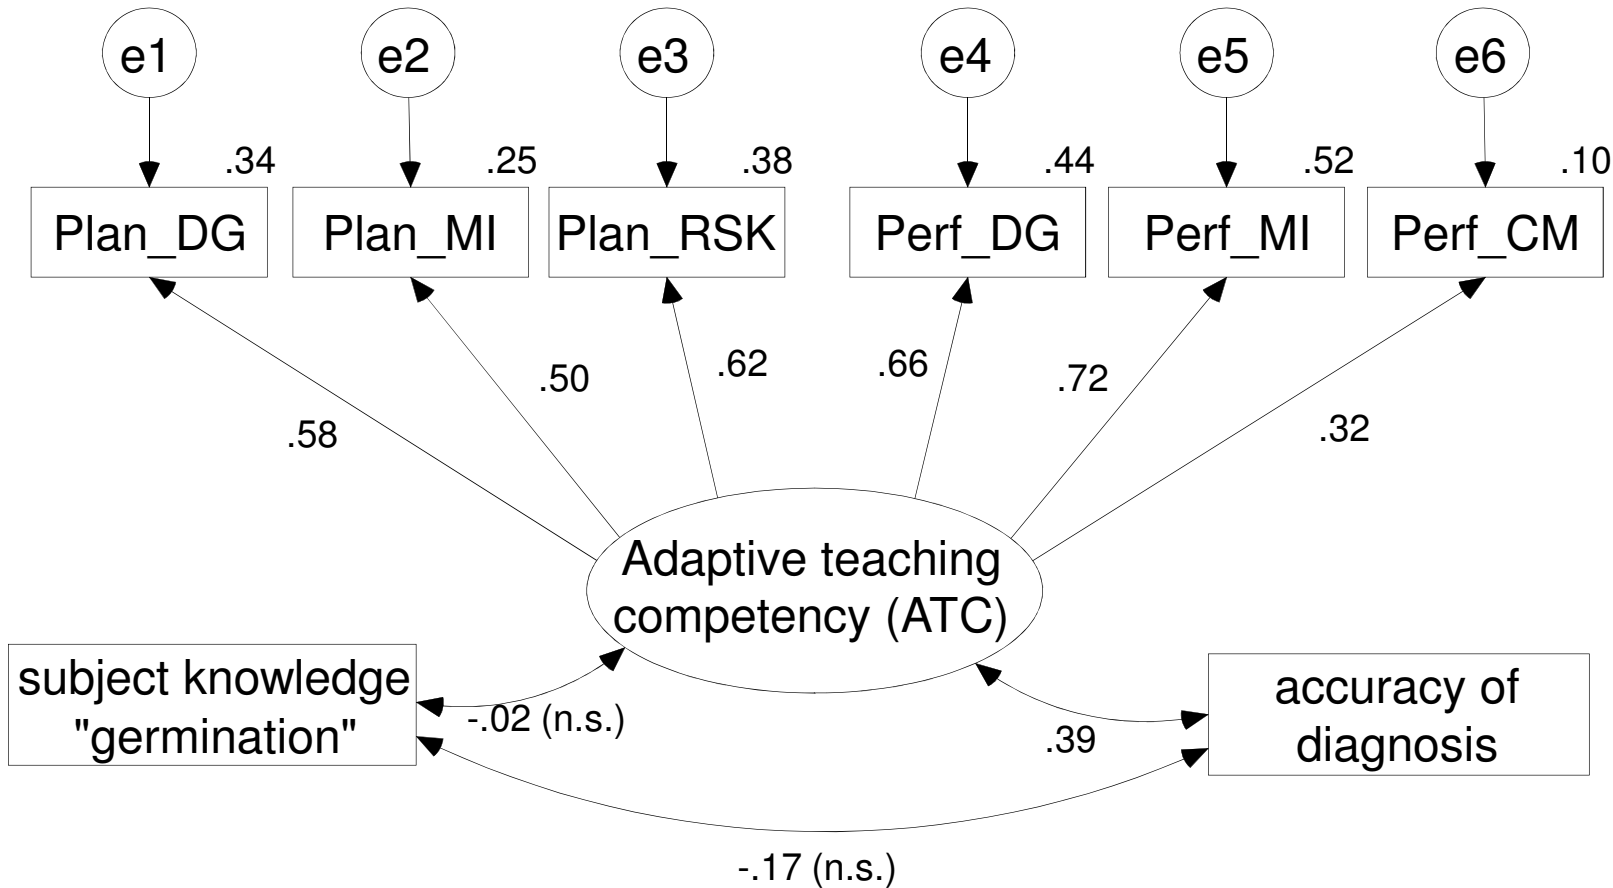 e1 e2 e3 e4 e5 e6
.34 .25 .38 .44 .52 .10
Plan_DG Plan_MI Plan_RSK Perf_DG Perf_MI Perf_CM
.58 .50 .62 .66 .72 .32
Adaptive teaching
competency (ATC)
subject knowledge
"germination"
accuracy of
diagnosis
-.02 (n.s.)
.39
-.17 (n.s.)